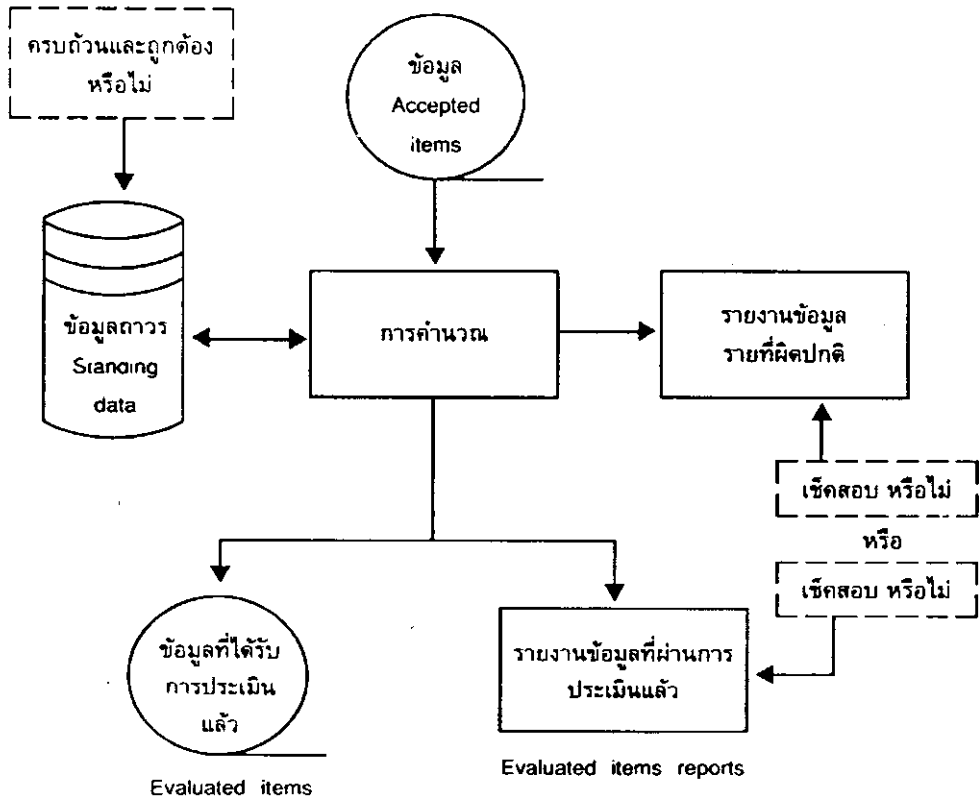 ครบถ้วนและถูกต้อง
หรือไม่
ข้อมูล
Accepted
items
ข้อมูลถาวร
Standing
data
การคำนวณ
รายงานข้อมูล
รายที่ผิดปกติ
เช็คสอบ หรือไม่
หรือ
เช็คสอบ หรือไม่
ข้อมูลที่ได้รับ
การประเมิน
แล้ว
Evaluated items
รายงานข้อมูลที่ผ่านการ
ประเมินแล้ว
Evaluated items reports